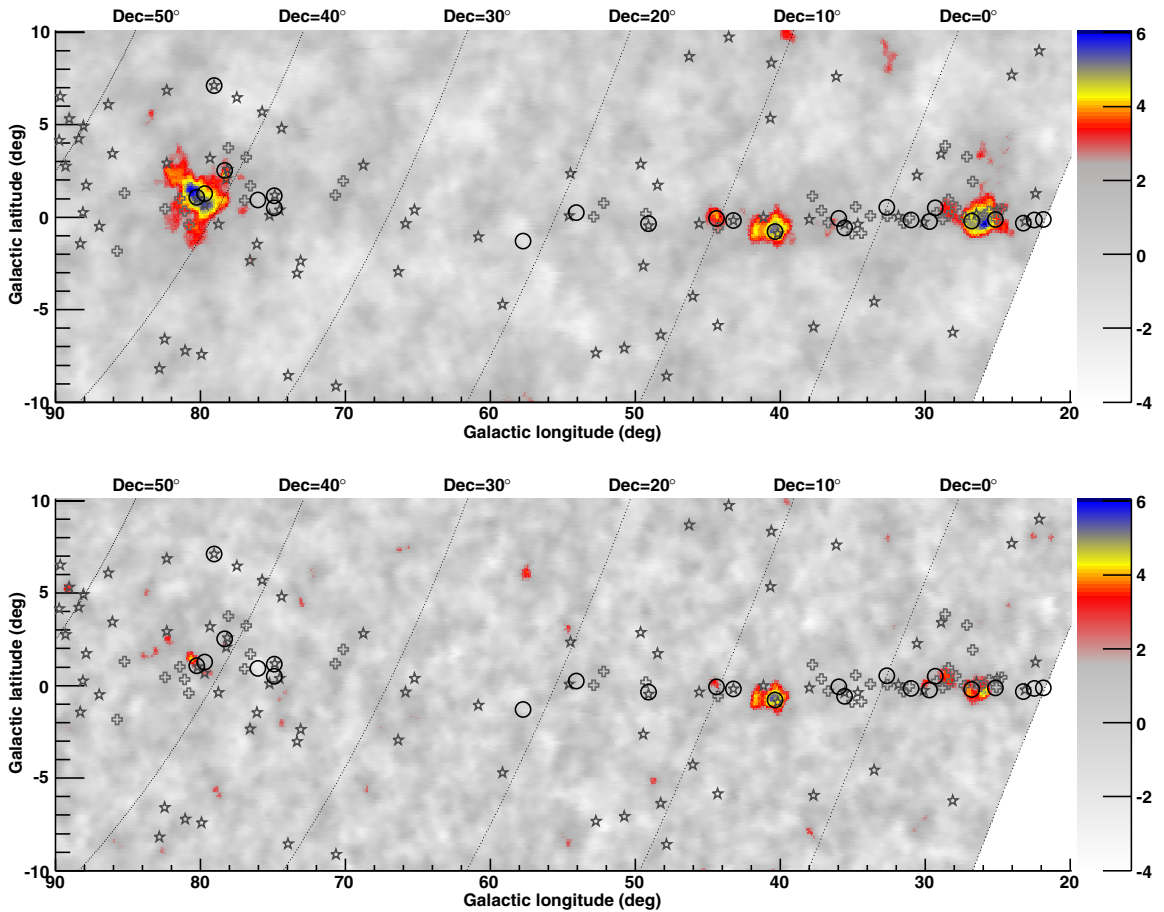 Dec=50° Dec=40° Dec=30° Dec=20° Dec=10° Dec=0°
10
5
0
-5
-10
Galactic latitude (deg)
90 80 70 60 50 40 30 20
Galactic longitude (deg)
6
4
2
0
-2
-4
Dec=50° Dec=40° Dec=30° Dec=20° Dec=10° Dec=0°
10
5
0
-5
-10
Galactic latitude (deg)
90 80 70 60 50 40 30 20
Galactic longitude (deg)
6
4
2
0
-2
-4